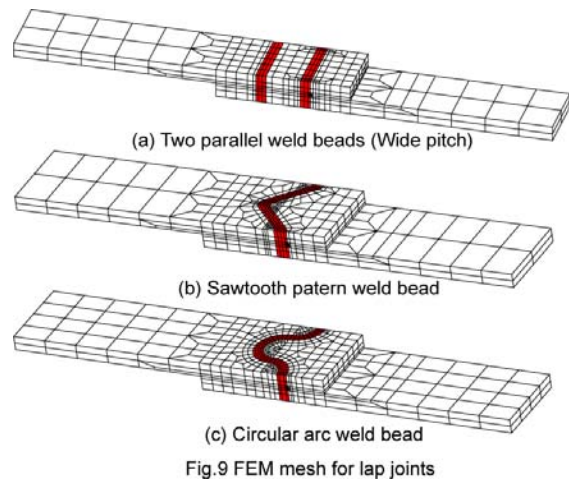 (a) Two parallel weld beads (Wide pitch)
(b) Sawtooth patern weld bead
(c) Circular arc weld bead
Fig.9 FEM mesh for lap joints